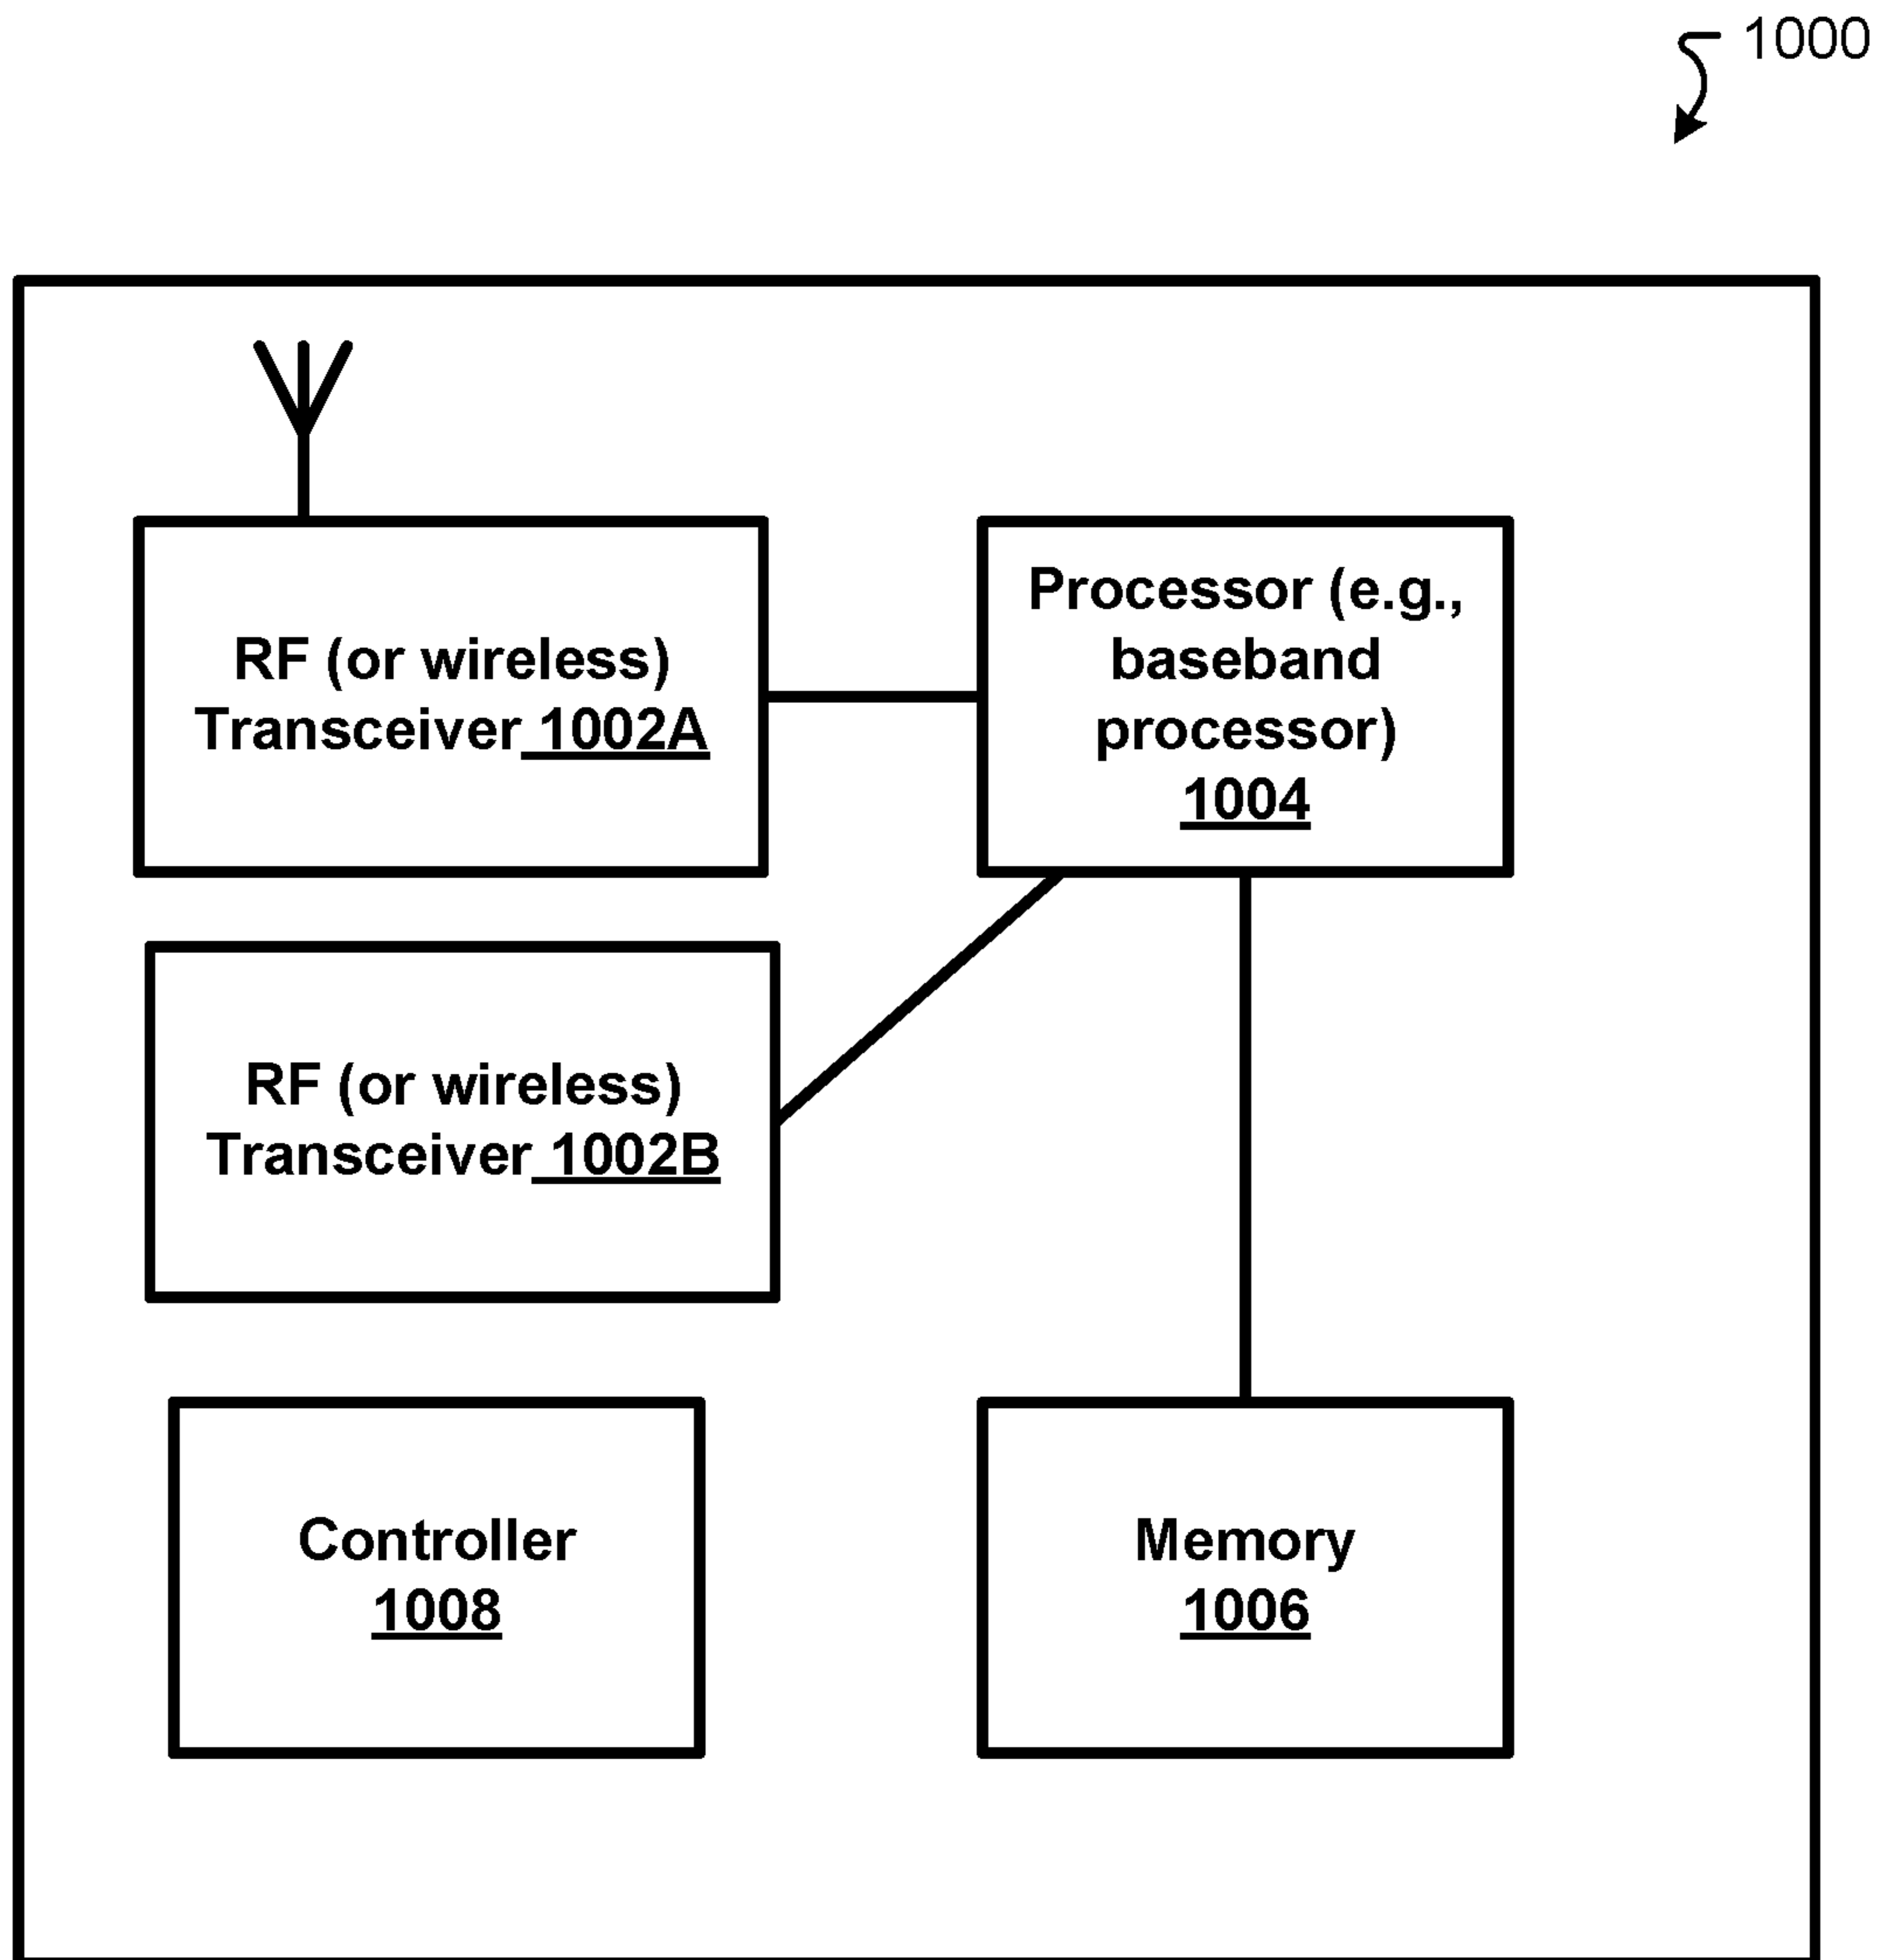 1000
RF (or wireless)
Transceiver 1002A
Processor (e.g.,
baseband
processor)
1004
RF (or wireless)
Transceiver 1002B
Controller
1008
Memory
1006